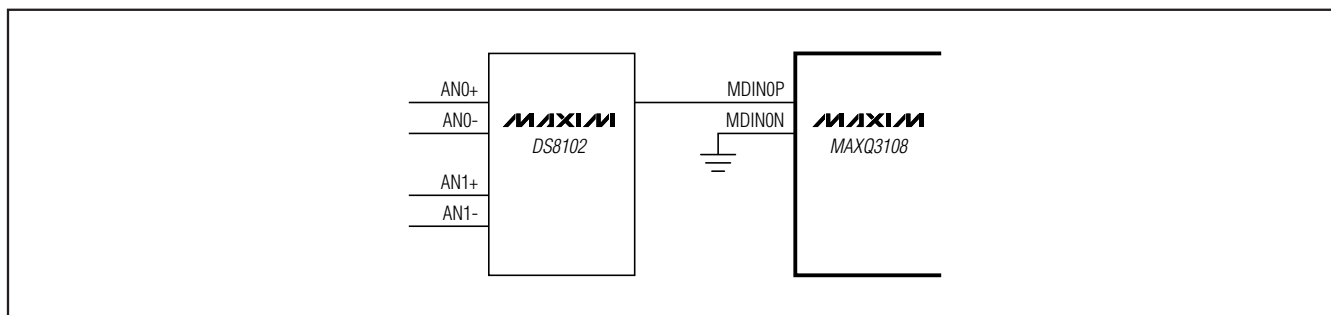 AN0+
AN0-
AN1+
AN1-
MAXIM
DS8102
MDIN0P
MDIN0N
MAXIM
MAXQ3108